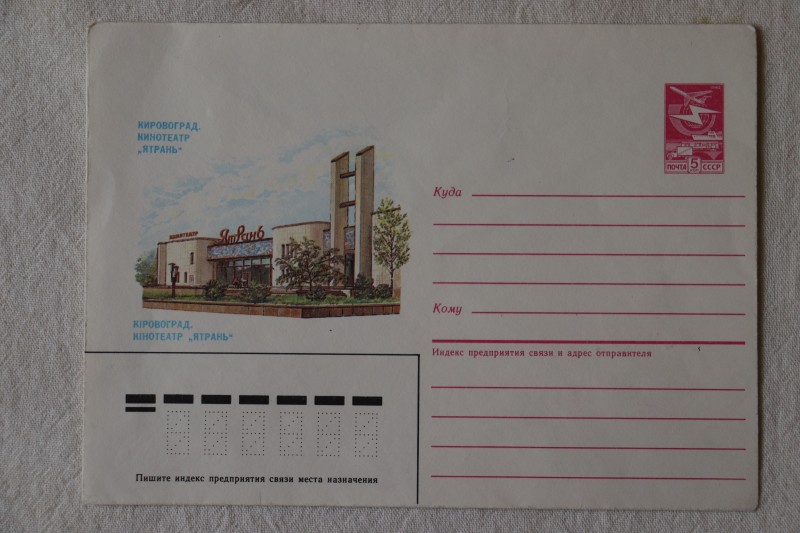 КИРОВОГРАД.
КИНОТЕАТР
„ЯТРАНЬ“
КИНОТЕАТР
Ятрань
КІРОВОГРАД.
КІНОТЕАТР „ЯТРАНЬ“
ПОЧТА 5 СССР
Куда
Кому
Индекс предприятия связи и адрес отправителя
Пишите индекс предприятия связи места назначения